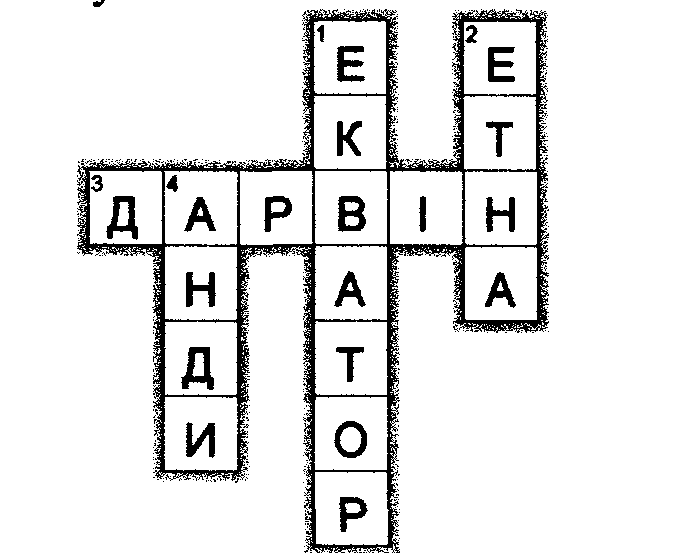 1 Е 2 Е
К Т
3 Д 4 А Р В І Н
Н А А
Д Т
И О
Р